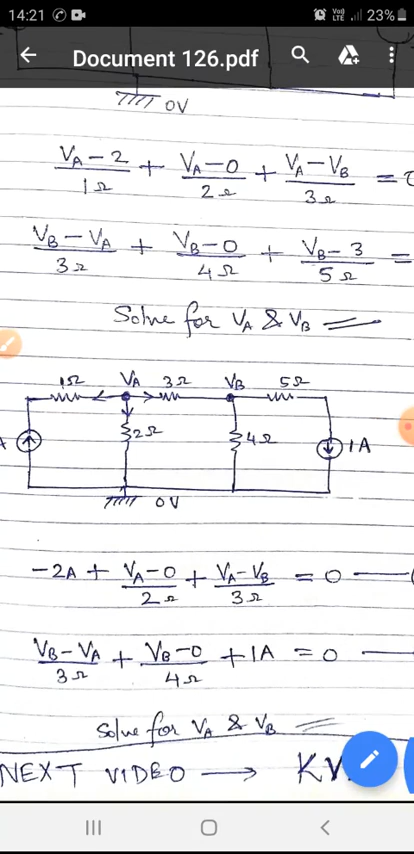 14:21 Vo) LTE 23%
Document 126.pdf
0V
(VA-2)/1Ω + (VA-0)/2Ω + (VA-VB)/3Ω =
(VB-VA)/3Ω + (VB-0)/4Ω + (VB-3)/5Ω =
Solve for VA & VB
1Ω VA 3Ω VB 5Ω
2Ω 4Ω 1A
0V
-2A + (VA-0)/2Ω + (VA-VB)/3Ω = 0
(VB-VA)/3Ω + (VB-0)/4Ω + 1A = 0
Solve for VA & VB
NEXT VIDEO → KV